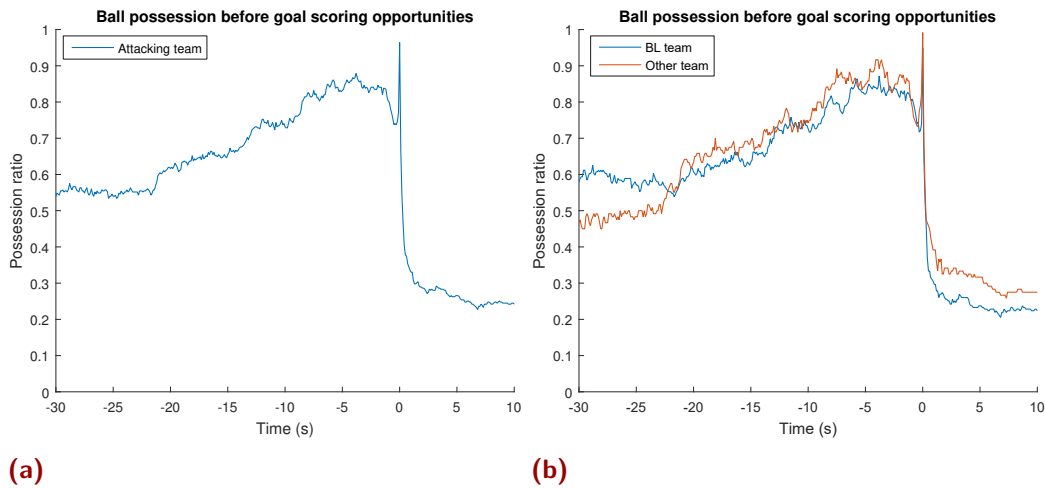 Ball possession before goal scoring opportunities
Attacking team
Possession ratio
1
0.9
0.8
0.7
0.6
0.5
0.4
0.3
0.2
0.1
0
-30 -25 -20 -15 -10 -5 0 5 10
Time (s)
(a)
Ball possession before goal scoring opportunities
BL team
Other team
Possession ratio
1
0.9
0.8
0.7
0.6
0.5
0.4
0.3
0.2
0.1
0
-30 -25 -20 -15 -10 -5 0 5 10
Time (s)
(b)